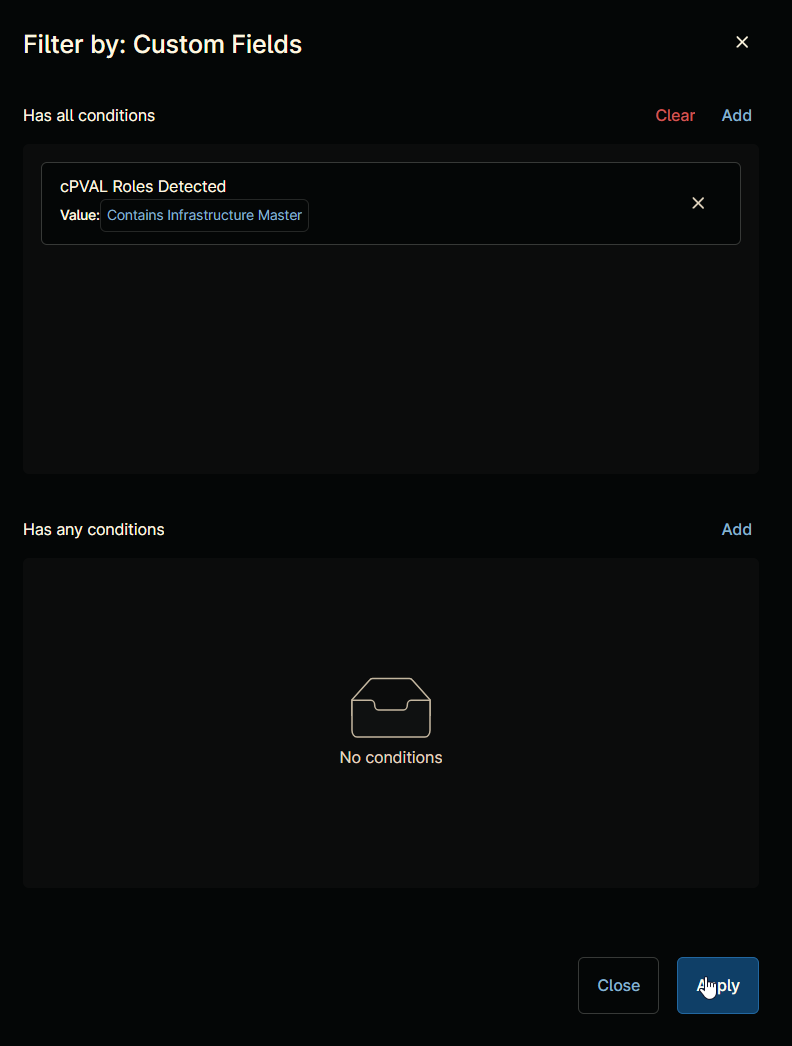 Filter by: Custom Fields
Has all conditions
Clear
Add
cPVAL Roles Detected
Value: Contains Infrastructure Master
Has any conditions
Add
No conditions
Close
Apply